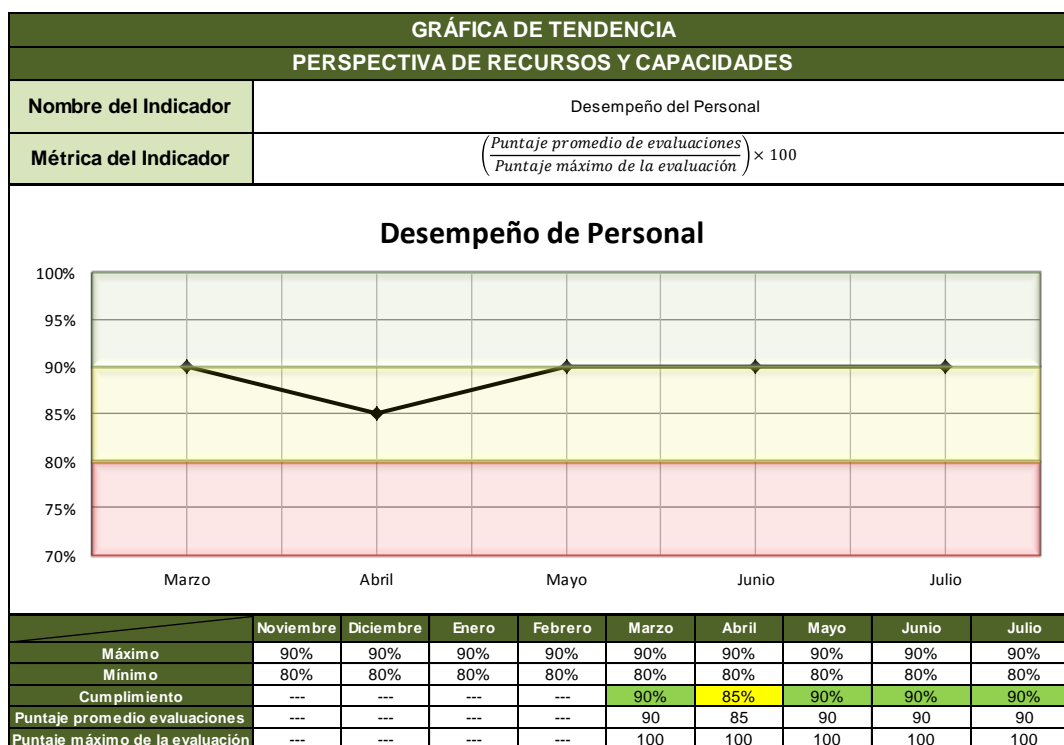 GRÁFICA DE TENDENCIA
PERSPECTIVA DE RECURSOS Y CAPACIDADES
Nombre del Indicador Desempeño del Personal
Métrica del Indicador (Puntaje promedio de evaluaciones / Puntaje máximo de la evaluación) × 100
Desempeño de Personal
100%
95%
90%
85%
80%
75%
70%
Marzo Abril Mayo Junio Julio
Noviembre Diciembre Enero Febrero Marzo Abril Mayo Junio Julio
Máximo 90% 90% 90% 90% 90% 90% 90% 90% 90%
Mínimo 80% 80% 80% 80% 80% 80% 80% 80% 80%
Cumplimiento --- --- --- --- 90% 85% 90% 90% 90%
Puntaje promedio evaluaciones --- --- --- --- 90 85 90 90 90
Puntaje máximo de la evaluación --- --- --- --- 100 100 100 100 100